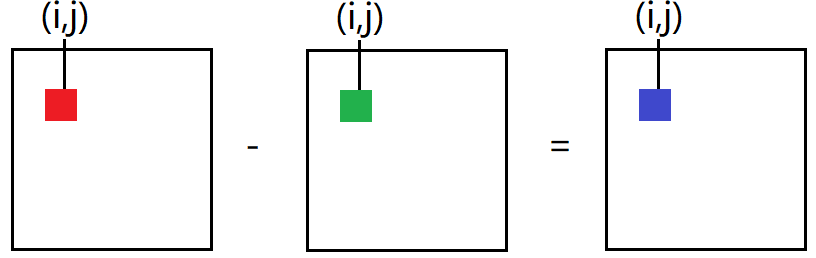 (i,j) (i,j) (i,j)
- =